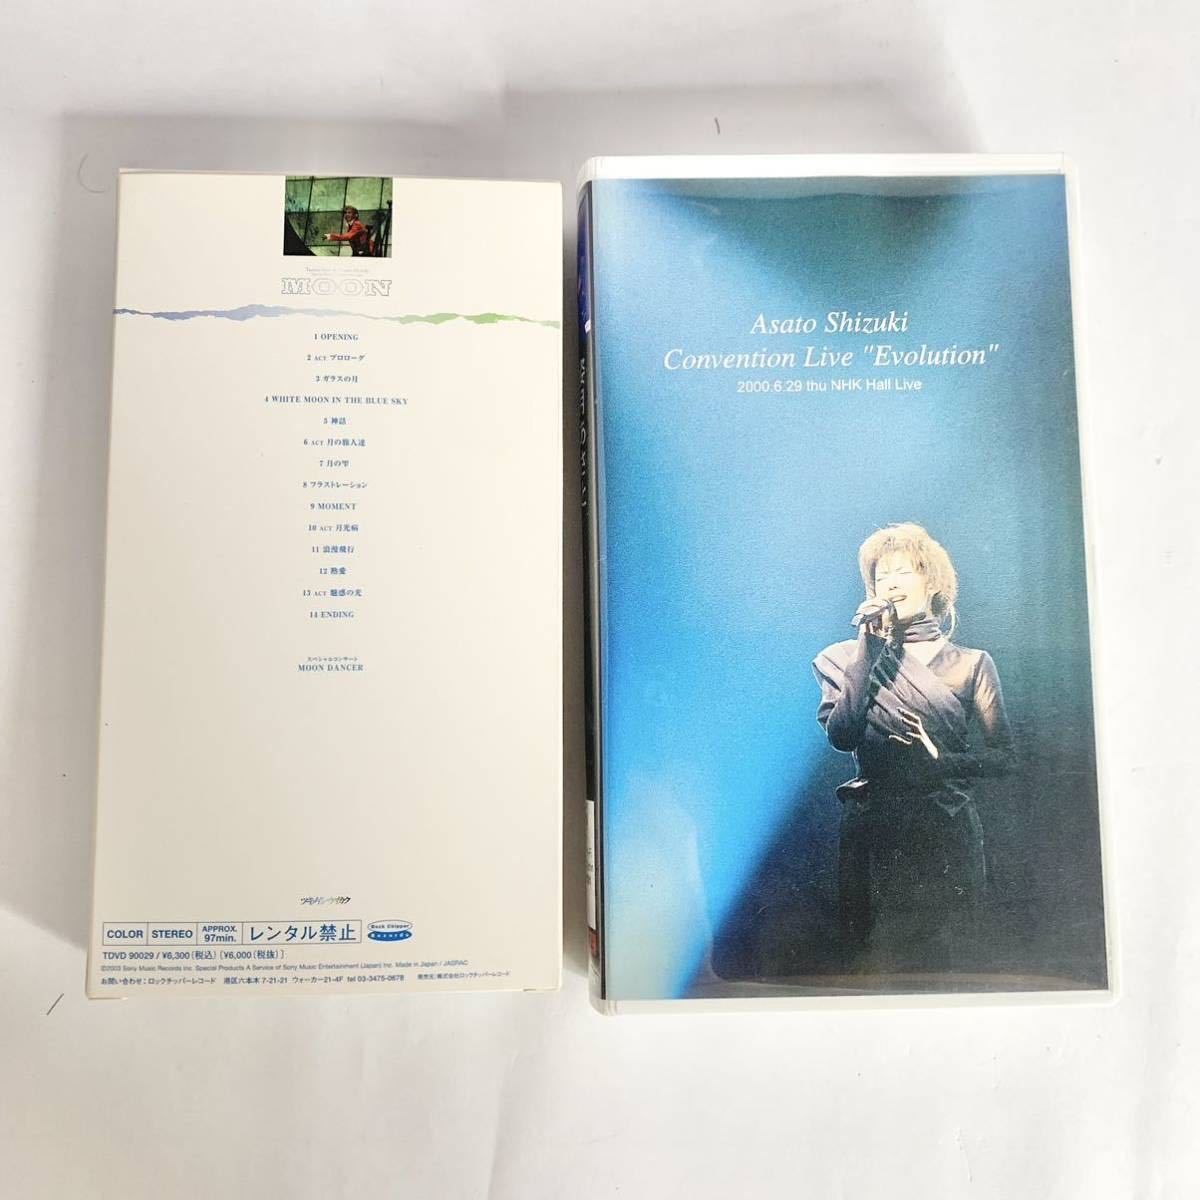 MOON
1 OPENING
2 ACT プロローグ
3 ガラスの月
4 WHITE MOON IN THE BLUE SKY
5 神話
6 ACT 月の旅人達
7 月の雫
8 フラストレーション
9 MOMENT
10 ACT 月光病
11 浪漫飛行
12 熱愛
13 ACT 魅惑の光
14 ENDING
スペシャルコンサート
MOON DANCER
COLOR STEREO APPROX. 97min. レンタル禁止 Rock Chipper Records
TDVD 90029 / ¥6,300(税込)〔¥6,000(税抜)〕
©2003 Sony Music Records Inc. Special Products A Service of Sony Music Entertainment (Japan) Inc. Made in Japan / JASRAC
お問い合わせ：ロックチッパーレコード 港区六本木 7-21-21 ウォーカー21-4F tel 03-3475-0678 発売元：株式会社ロックチッパーレコード
Asato Shizuki
Convention Live "Evolution"
2000.6.29 thu NHK Hall Live